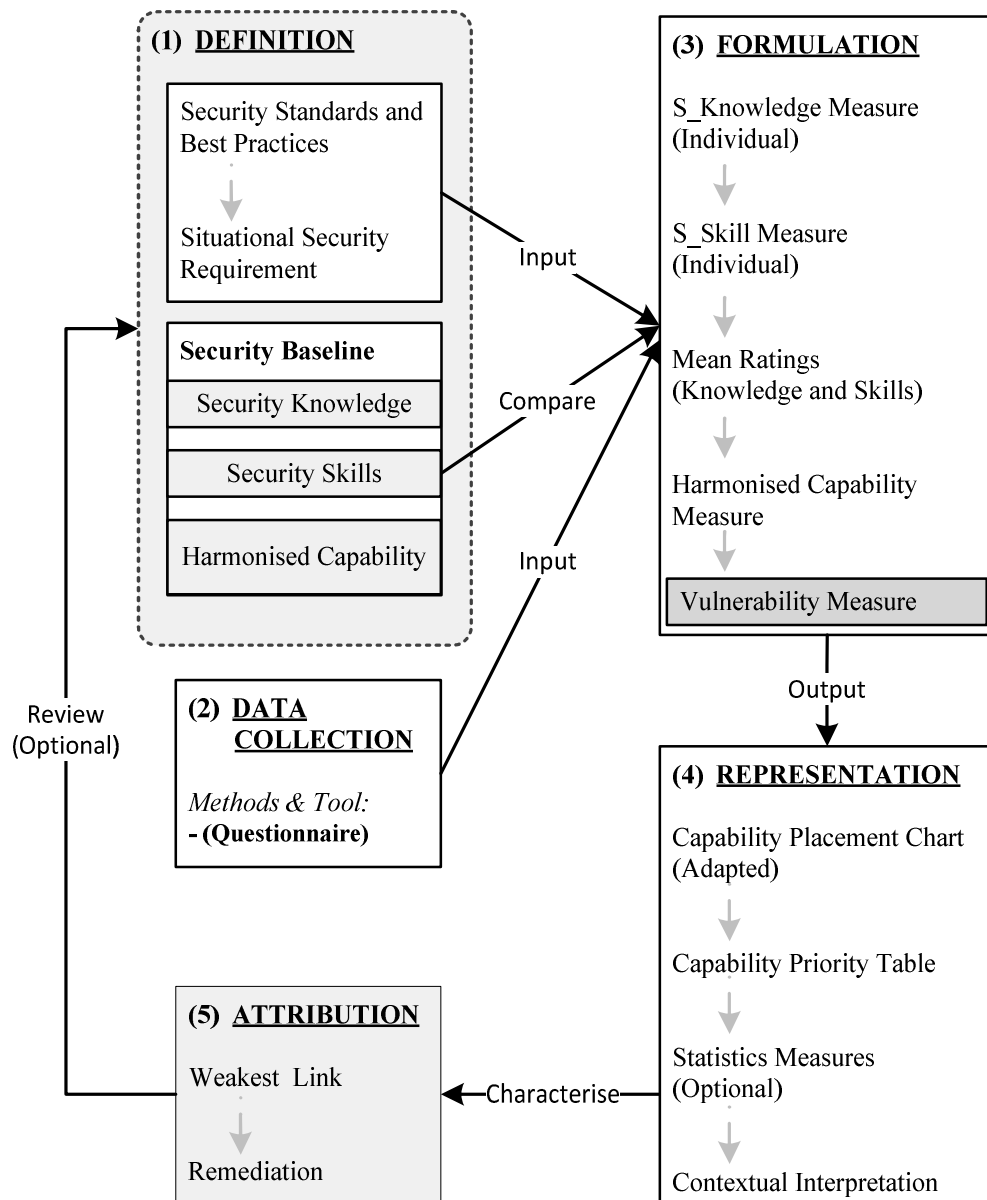 (1) DEFINITION
Security Standards and
Best Practices
Situational Security
Requirement
Security Baseline
Security Knowledge
Security Skills
Harmonised Capability
Input
Compare
Input
(2) DATA
COLLECTION
Methods & Tool:
- (Questionnaire)
(3) FORMULATION
S_Knowledge Measure
(Individual)
S_Skill Measure
(Individual)
Mean Ratings
(Knowledge and Skills)
Harmonised Capability
Measure
Vulnerability Measure
Output
(4) REPRESENTATION
Capability Placement Chart
(Adapted)
Capability Priority Table
Statistics Measures
(Optional)
Contextual Interpretation
Characterise
(5) ATTRIBUTION
Weakest Link
Remediation
Review
(Optional)